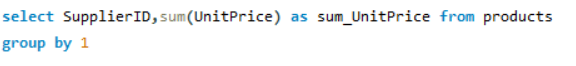 select SupplierID,sum(UnitPrice) as sum_UnitPrice from products
group by 1